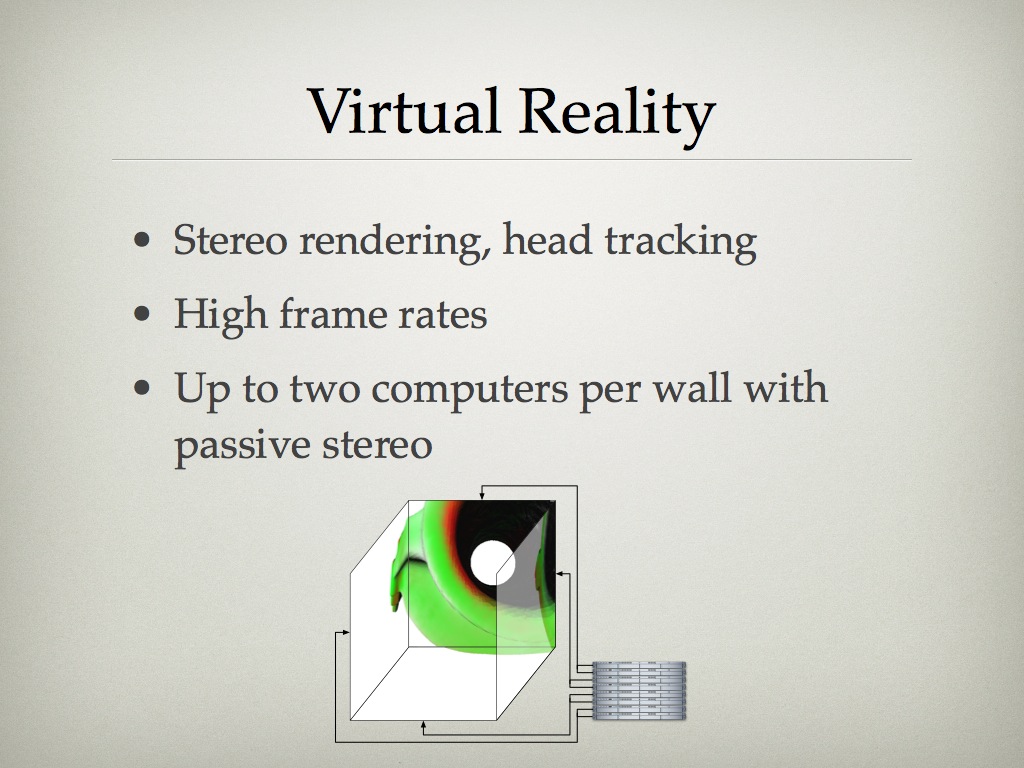 Virtual Reality
• Stereo rendering, head tracking
• High frame rates
• Up to two computers per wall with
passive stereo